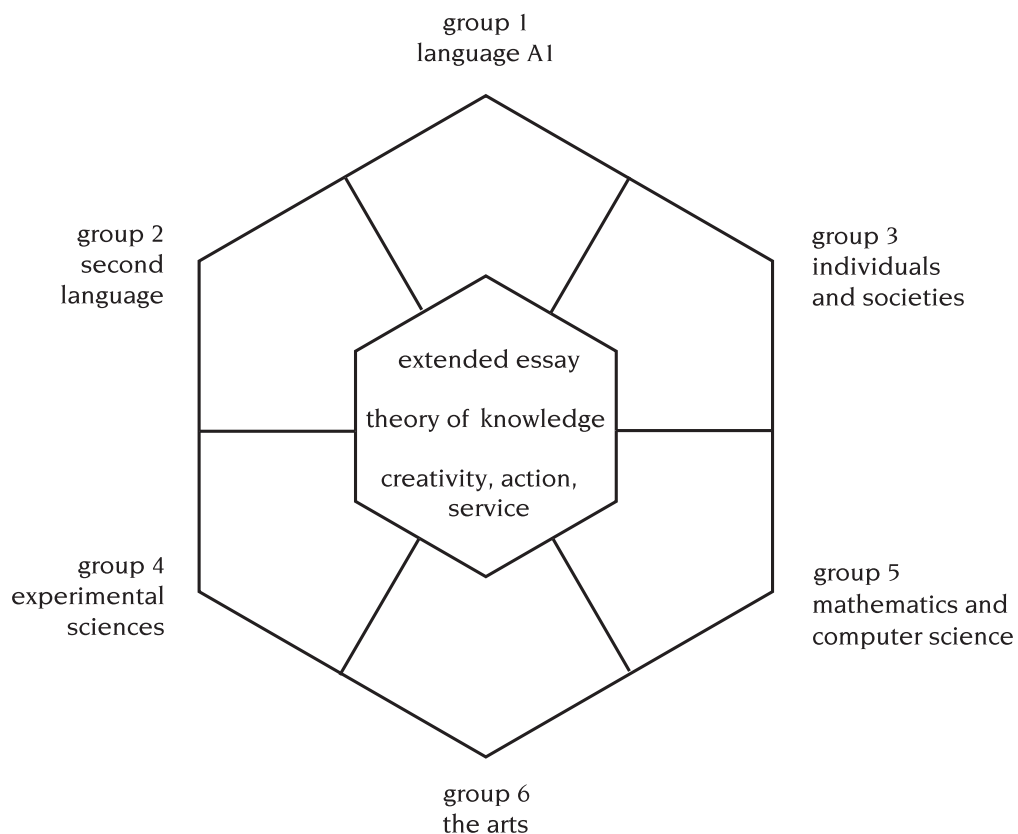 group 1
language A1
group 2
second
language
group 3
individuals
and societies
extended essay
theory of knowledge
creativity, action,
service
group 4
experimental
sciences
group 5
mathematics and
computer science
group 6
the arts